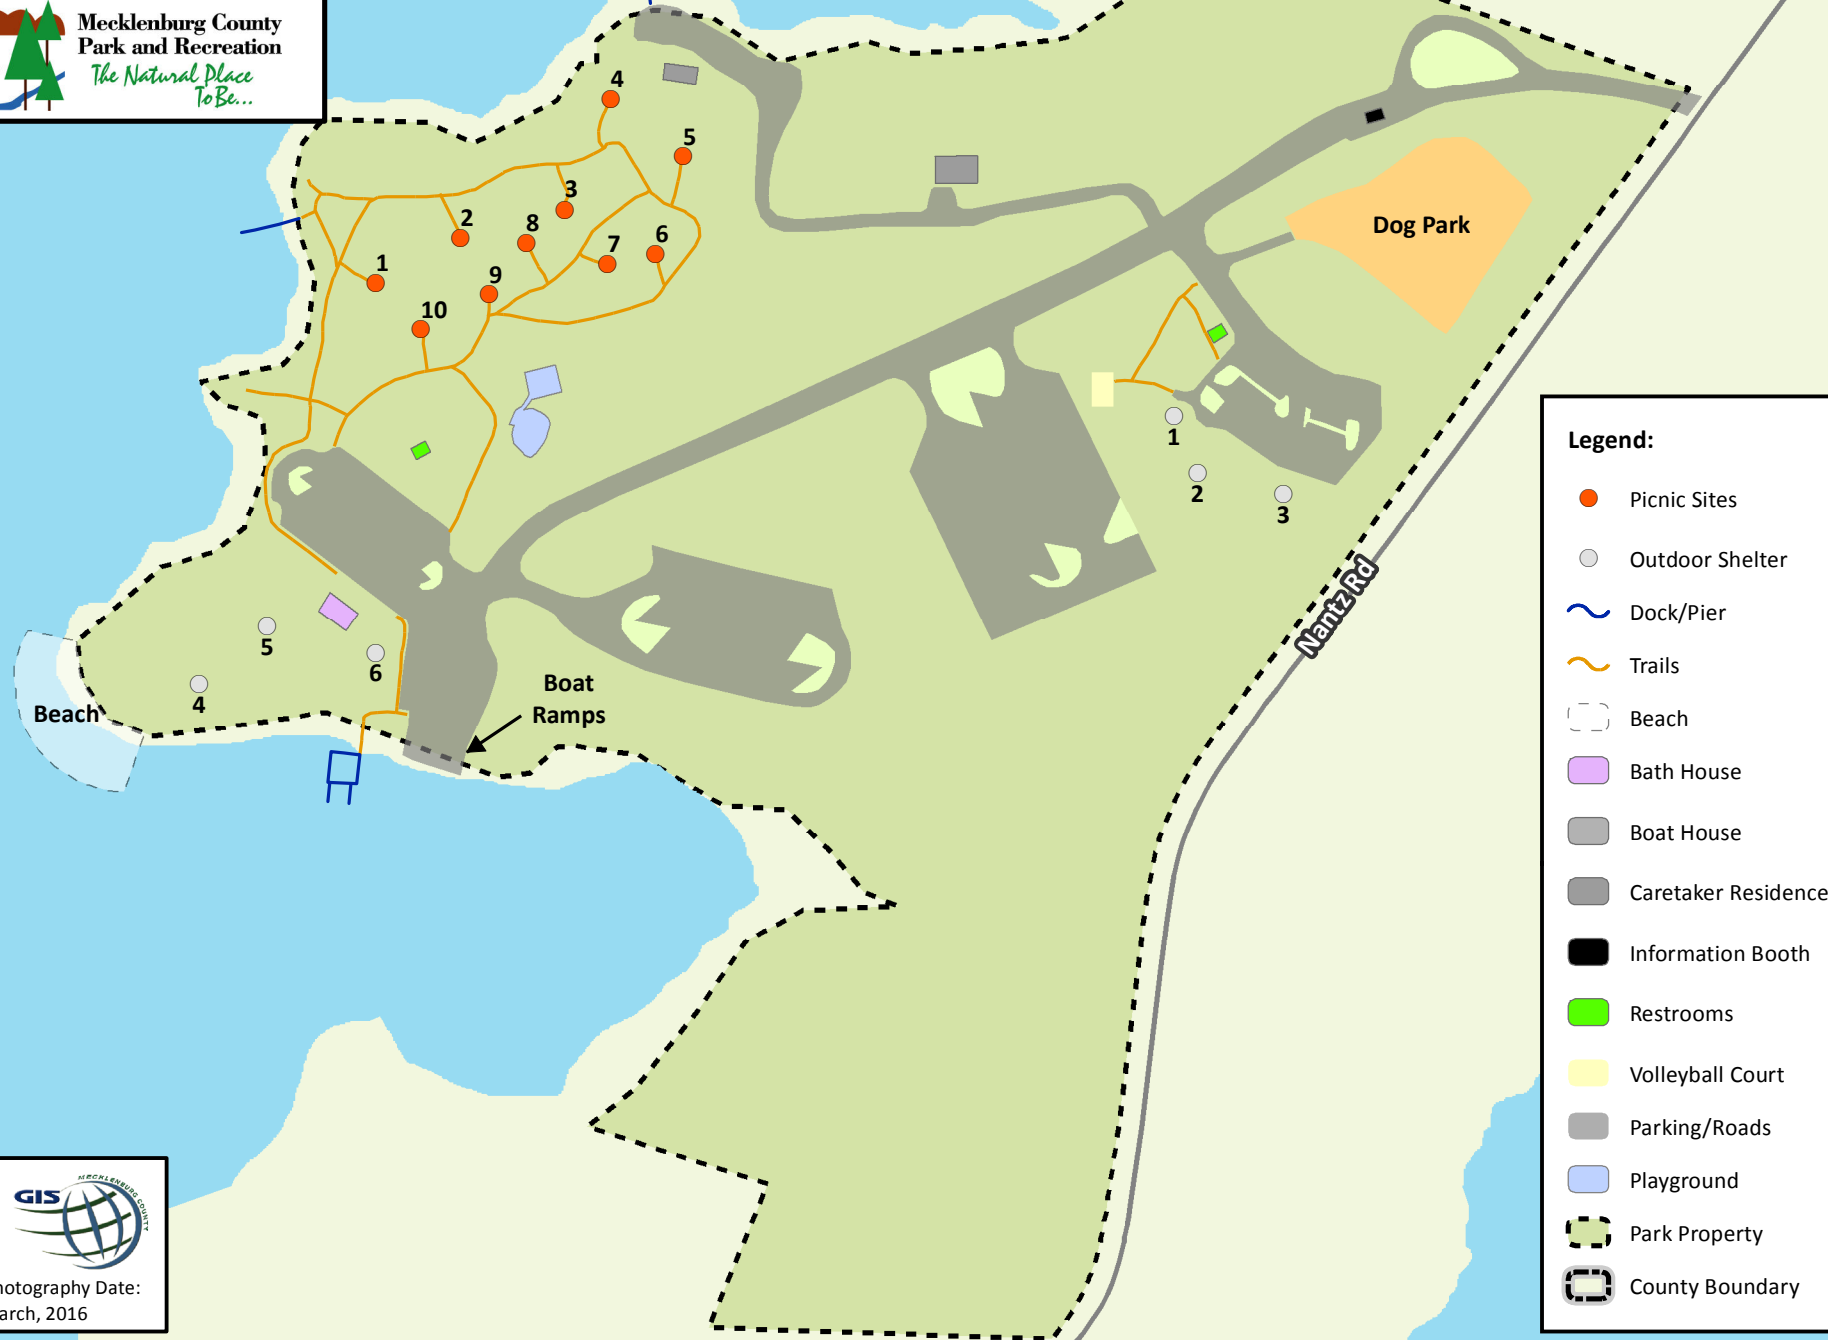 Mecklenburg County
Park and Recreation
The Natural Place
To Be...
4
5
3
2
8
7
6
1
9
10
Dog Park
1
2
3
Nantz Rd
5
6
4
Beach
Boat
Ramps
Legend:
Picnic Sites
Outdoor Shelter
Dock/Pier
Trails
Beach
Bath House
Boat House
Caretaker Residence
Information Booth
Restrooms
Volleyball Court
Parking/Roads
Playground
Park Property
County Boundary
GIS
MECKLENBURG COUNTY
hotography Date:
arch, 2016